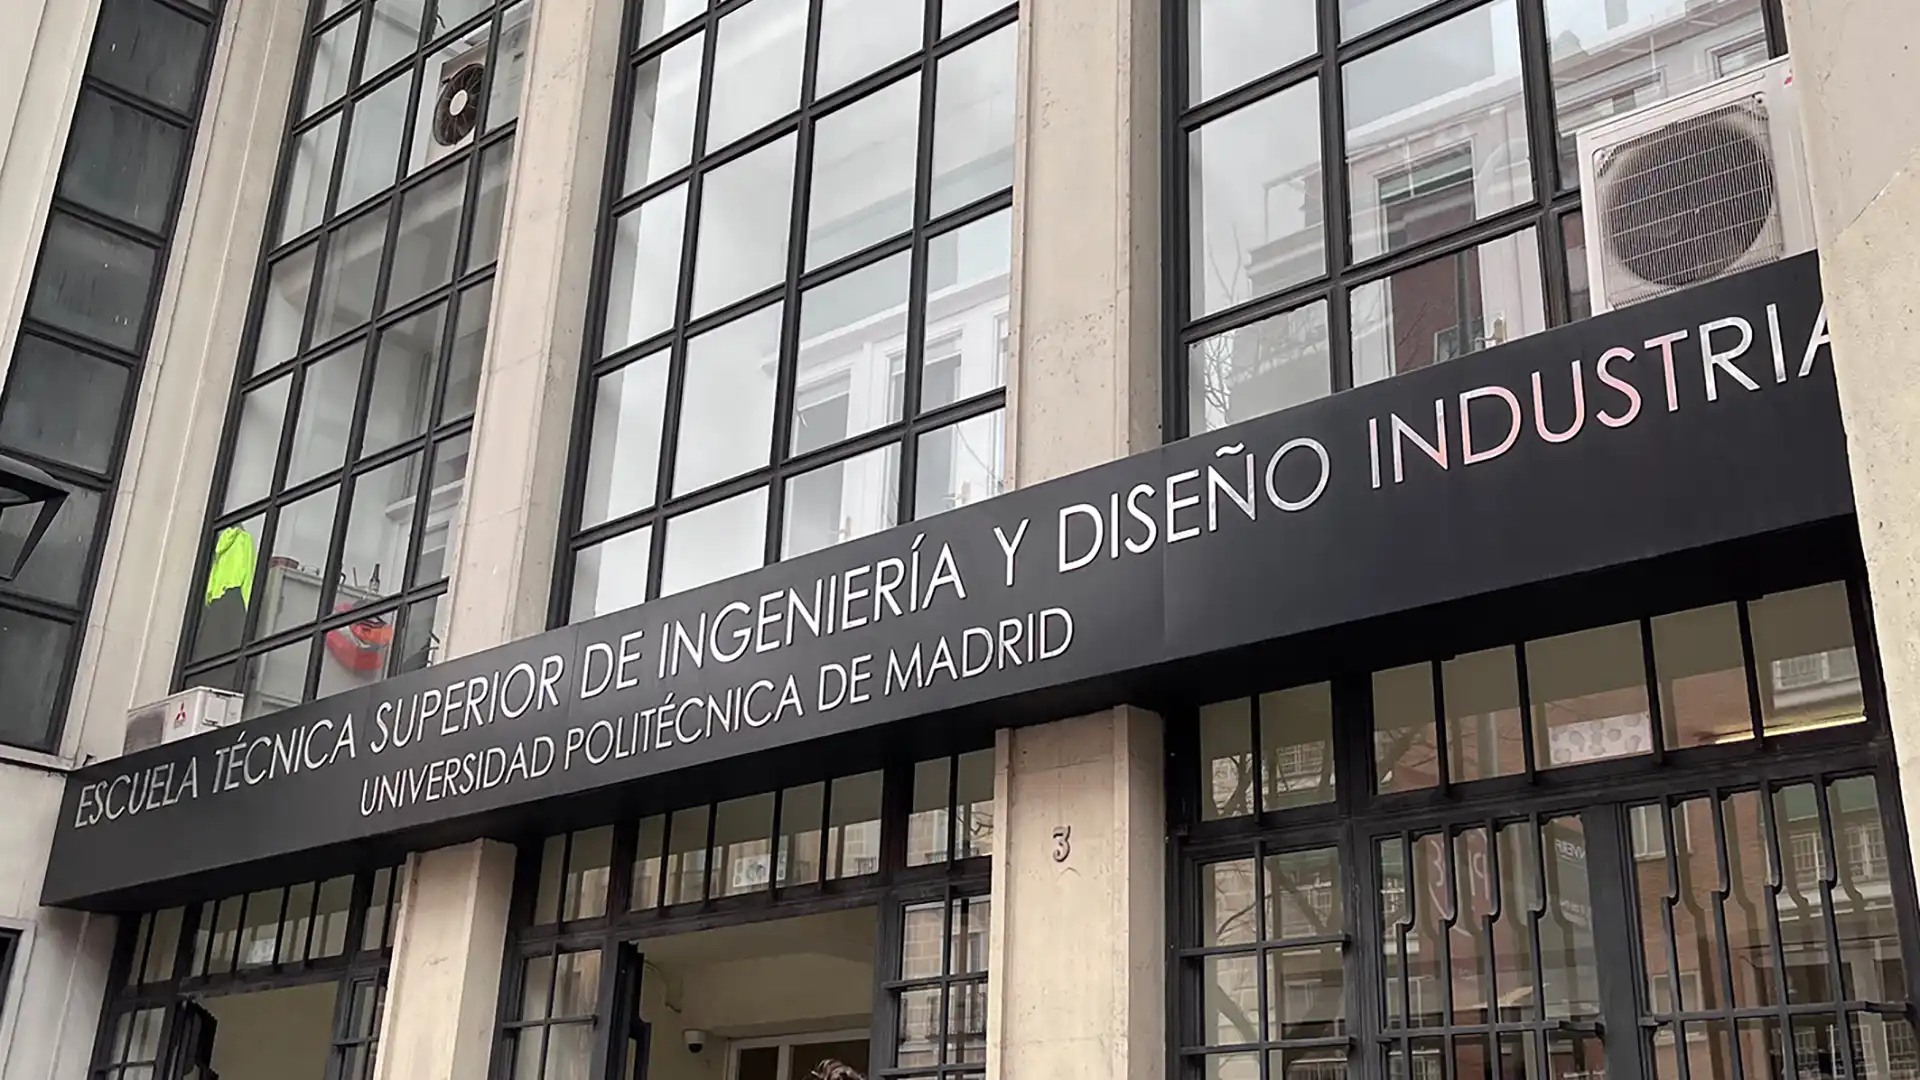 ESCUELA TÉCNICA SUPERIOR DE INGENIERÍA Y DISEÑO INDUSTRIA
UNIVERSIDAD POLITÉCNICA DE MADRID
3